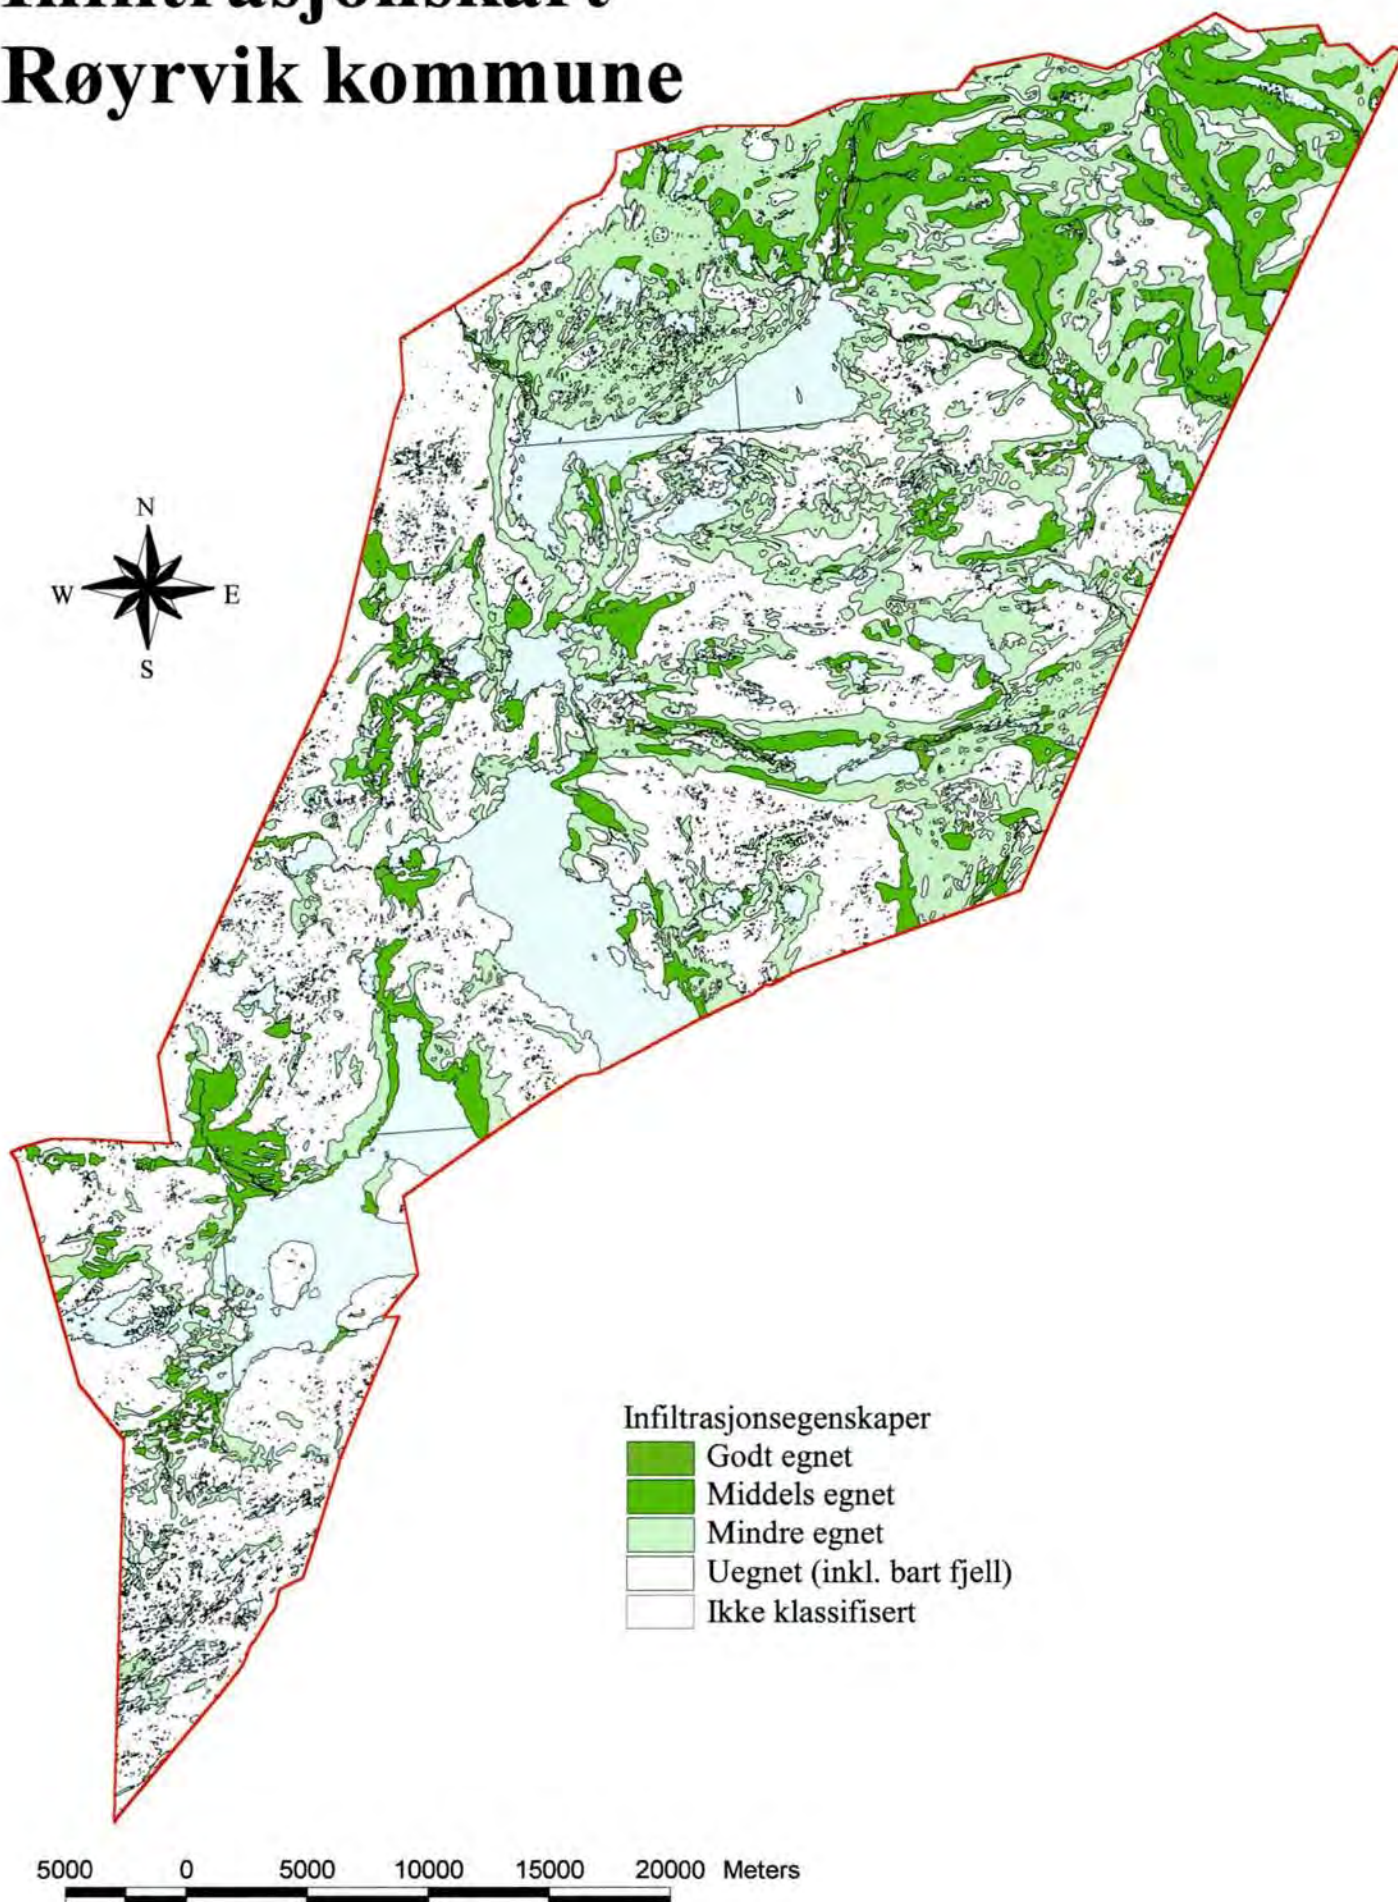 Infiltrasjonskart
Røyrvik kommune
N
W
E
S
Infiltrasjonsegenskaper
Godt egnet
Middels egnet
Mindre egnet
Uegnet (inkl. bart fjell)
Ikke klassifisert
5000 0 5000 10000 15000 20000 Meters